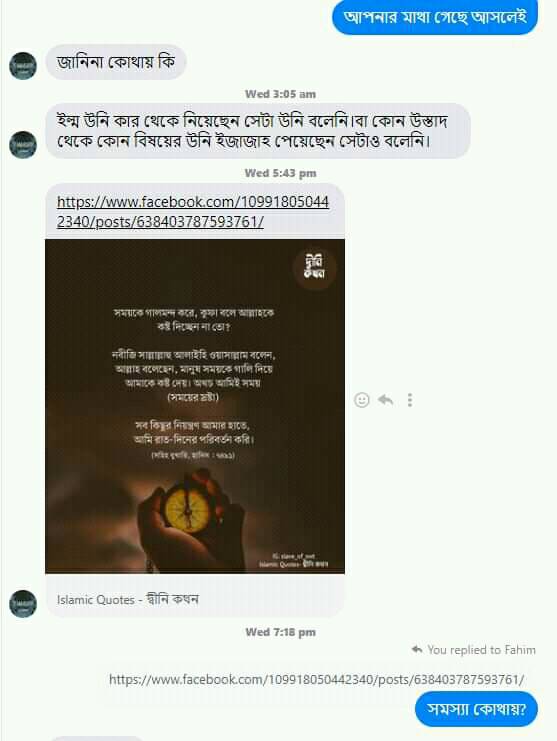 আপনার মাথা গেছে আসলেই
জানিনা কোথায় কি
Wed 3:05 am
ইল্ম উনি কার থেকে নিয়েছেন সেটা উনি বলেনি।বা কোন উস্তাদ
থেকে কোন বিষয়ের উনি ইজাজাহ পেয়েছেন সেটাও বলেনি।
Wed 5:43 pm
https://www.facebook.com/10991805044
2340/posts/638403787593761/
দ্বীনি
কথন
সময়কে গালমন্দ করে, কুফা বলে আল্লাহকে
কষ্ট দিচ্ছেন না তো?
নবীজি সাল্লাল্লাহু আলাইহি ওয়াসাল্লাম বলেন,
আল্লাহ বলেছেন, মানুষ সময়কে গালি দিয়ে
আমাকে কষ্ট দেয়। অথচ আমিই সময়
(সময়ের স্রষ্টা)
সব কিছুর নিয়ন্ত্রণ আমার হাতে,
আমি রাত-দিনের পরিবর্তন করি।
(সহিহ বুখারি, হাদিস : ৭৪৯১)
Islamic Quotes- দ্বীনি কথন
Islamic Quotes - দ্বীনি কথন
Wed 7:18 pm
You replied to Fahim
https://www.facebook.com/109918050442340/posts/638403787593761/
সমস্যা কোথায়?